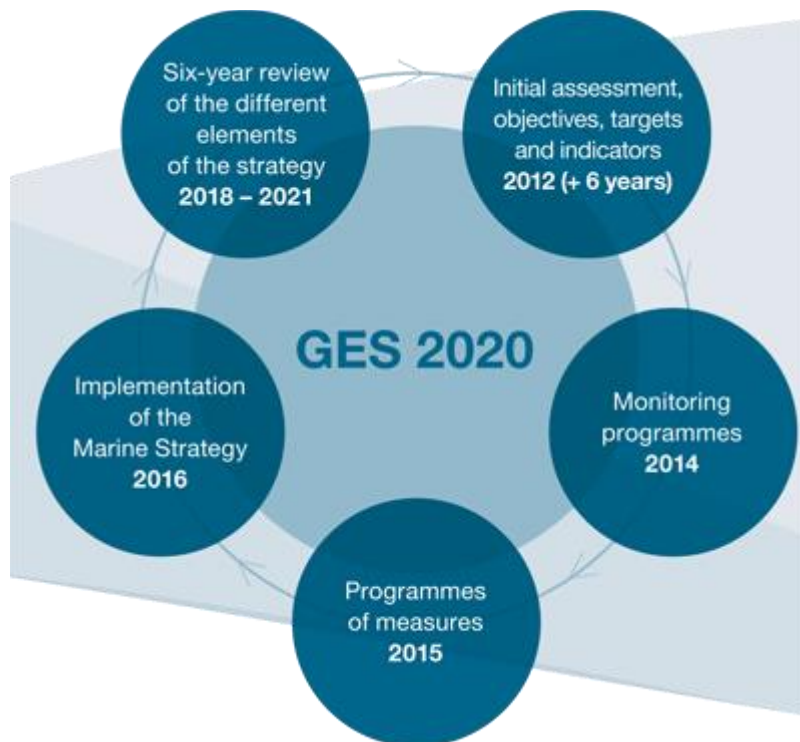 Six-year review
of the different
elements
of the strategy
2018 – 2021
Initial assessment,
objectives, targets
and indicators
2012 (+ 6 years)
GES 2020
Implementation
of the
Marine Strategy
2016
Monitoring
programmes
2014
Programmes
of measures
2015